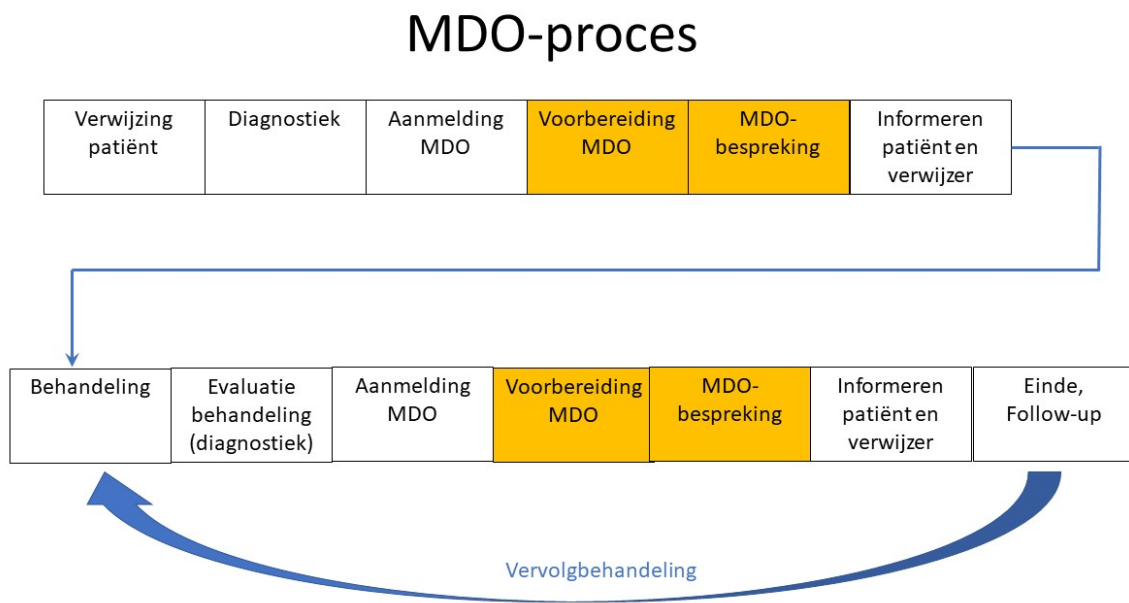 MDO-proces
Verwijzing
patiënt
Diagnostiek
Aanmelding
MDO
Voorbereiding
MDO
MDO-
bespreking
Informeren
patiënt en
verwijzer
Behandeling
Evaluatie
behandeling
(diagnostiek)
Aanmelding
MDO
Voorbereiding
MDO
MDO-
bespreking
Informeren
patiënt en
verwijzer
Einde,
Follow-up
Vervolgbehandeling